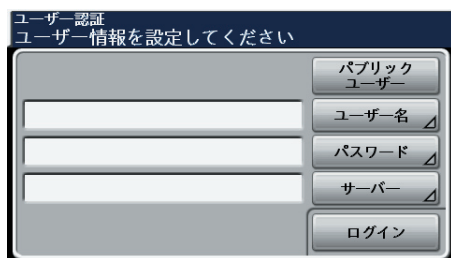 ユーザー認証
ユーザー情報を設定してください
パブリック
ユーザー
ユーザー名
パスワード
サーバー
ログイン